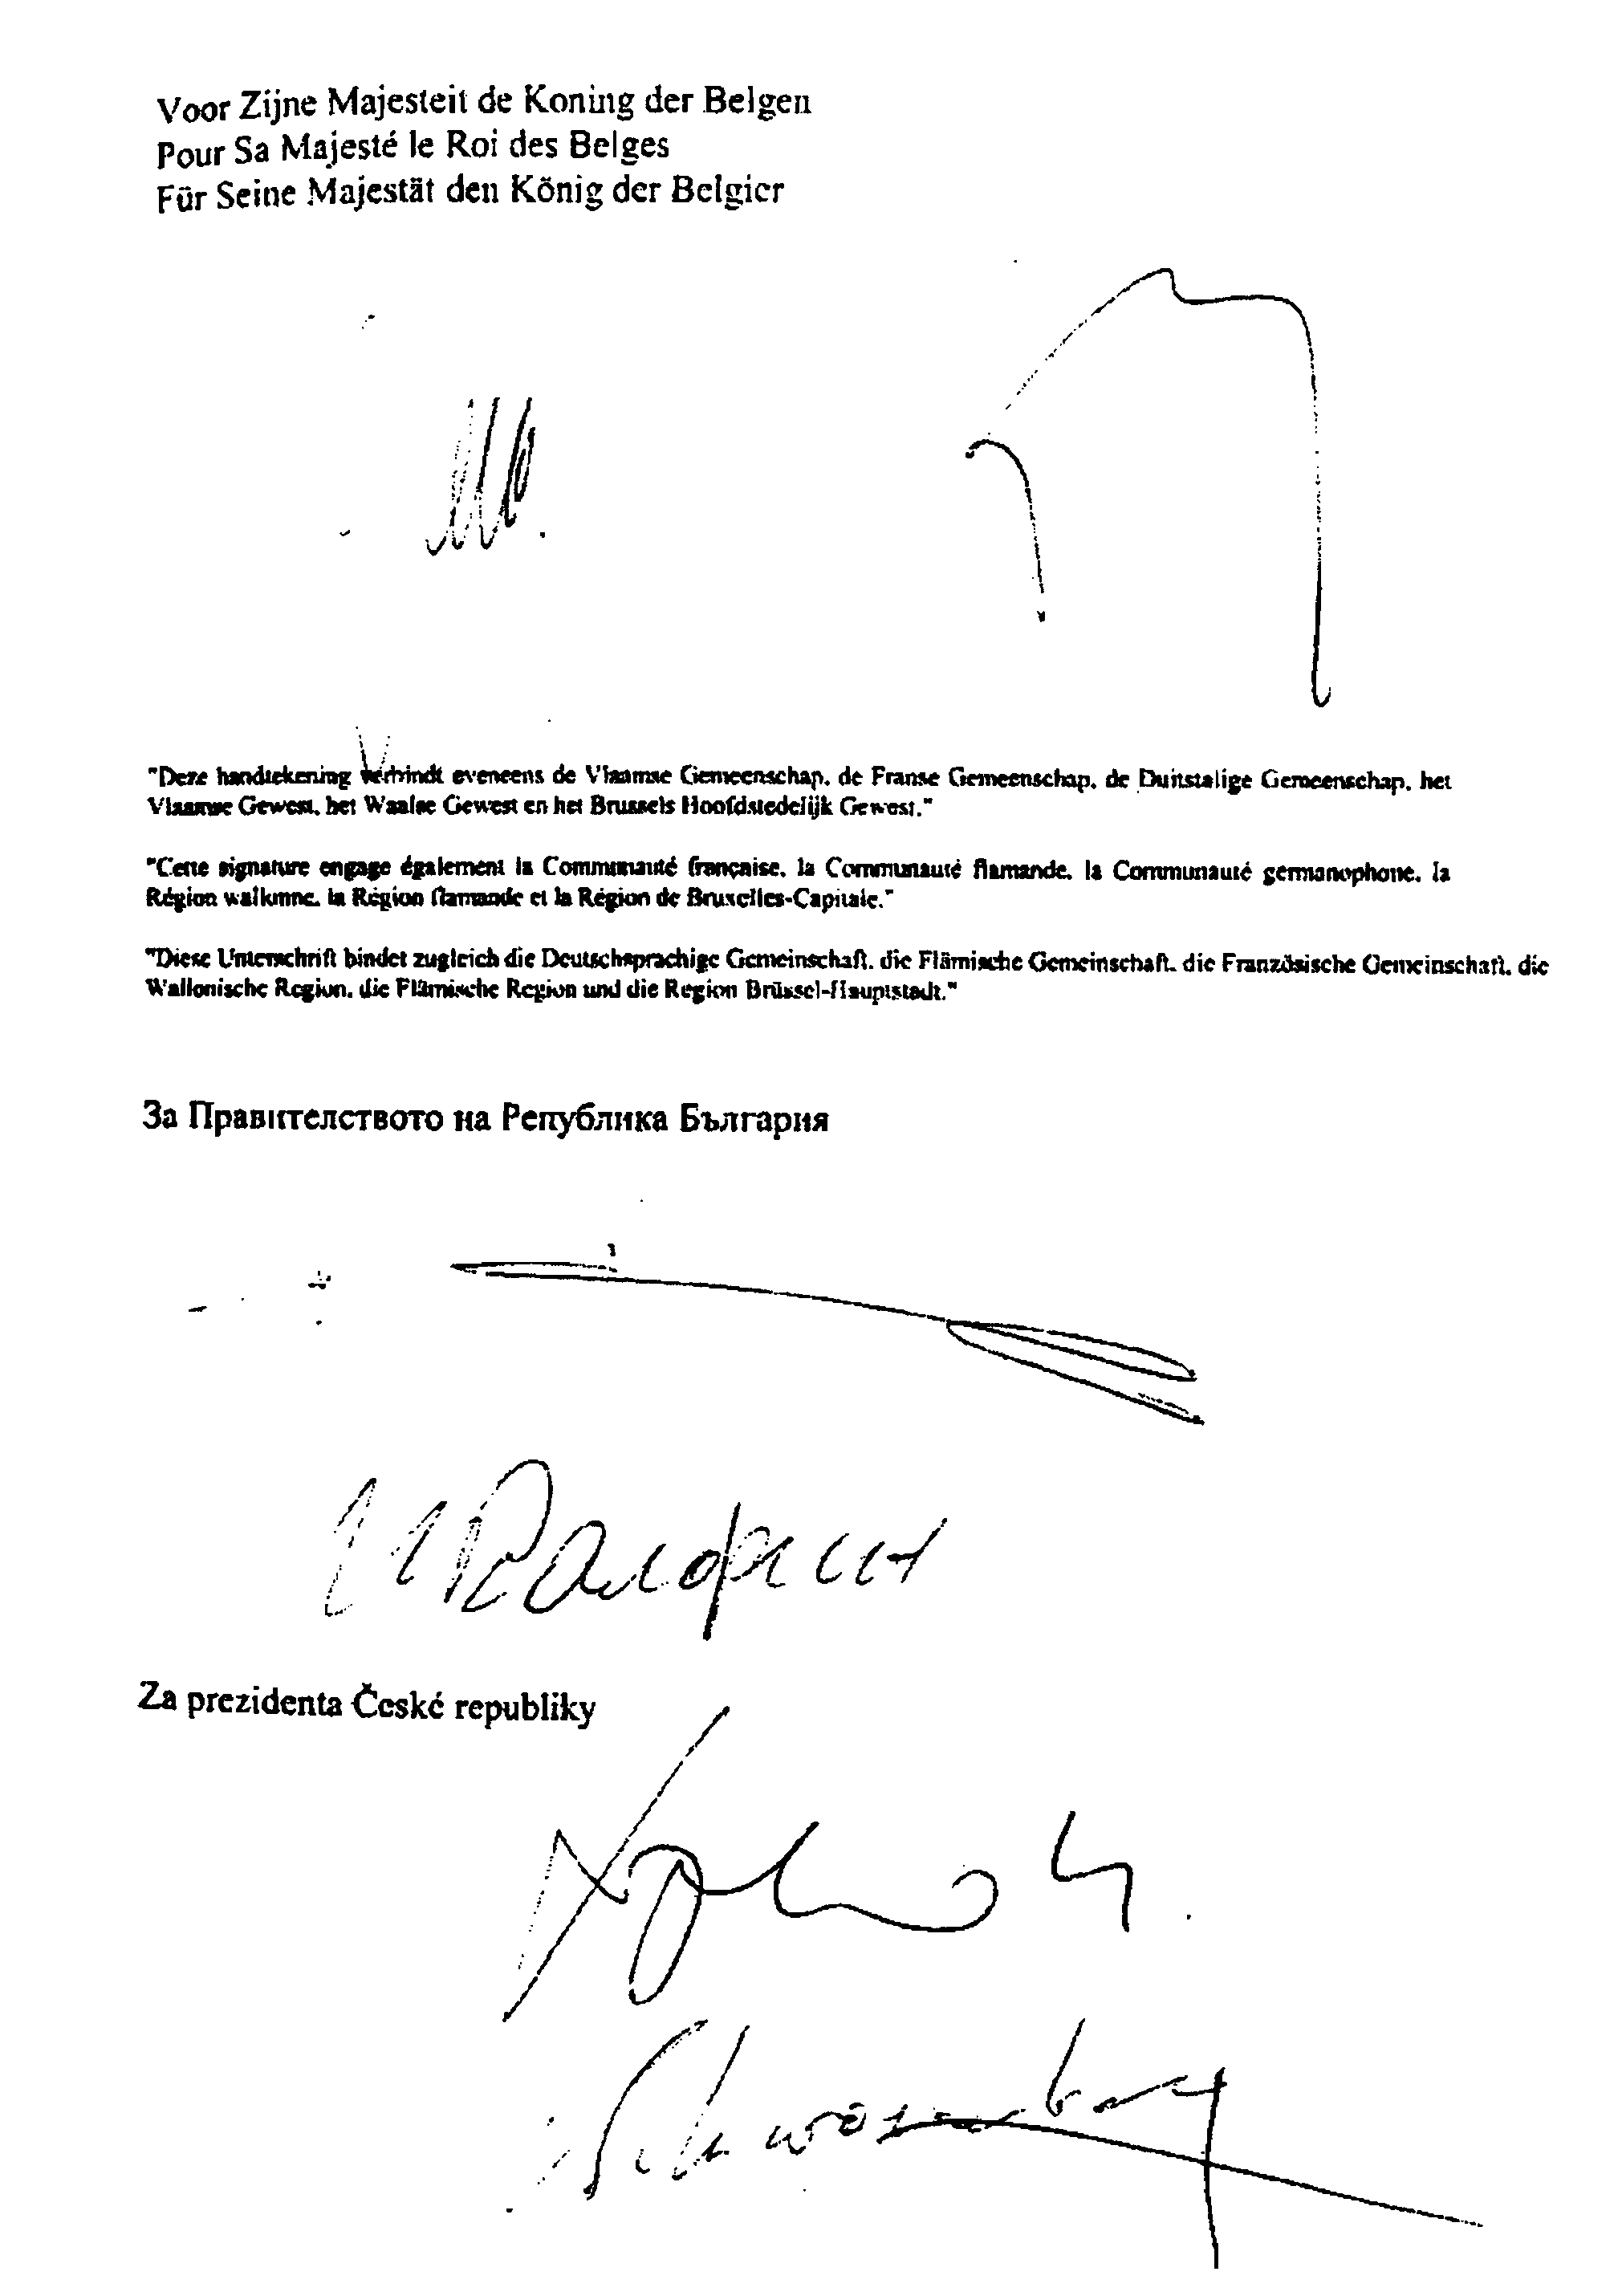 Voor Zijne Majesteit de Koning der Belgen
Pour Sa Majesté le Roi des Belges
Für Seine Majestät den König der Belgier
"Deze handtekening verbindt eveneens de Vlaamse Gemeenschap, de Franse Gemeenschap, de Duitstalige Gemeenschap, het
Vlaamse Gewest, het Waalse Gewest en het Brussels Hoofdstedelijk Gewest."
"Cette signature engage également la Communauté française, la Communauté flamande, la Communauté germanophone, la
Région wallonne, la Région flamande et la Région de Bruxelles-Capitale."
"Diese Unterschrift bindet zugleich die Deutschsprachige Gemeinschaft, die Flämische Gemeinschaft, die Französische Gemeinschaft, die
Wallonische Region, die Flämische Region und die Region Brüssel-Hauptstadt."
За Правителството на Република България
Za prezidenta České republiky